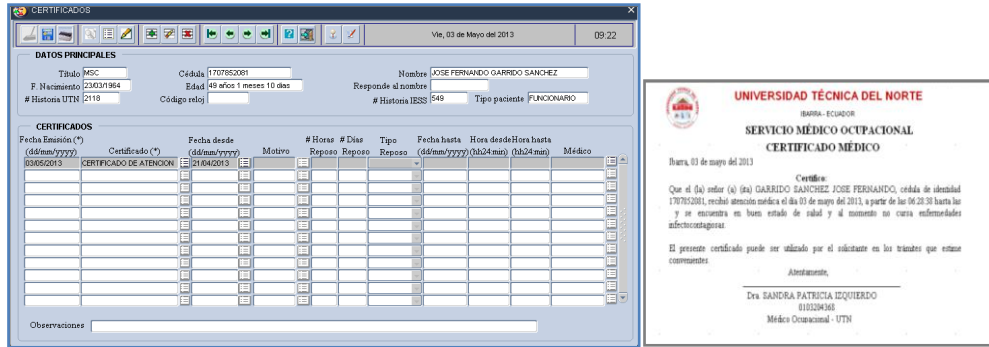 CERTIFICADOS
Vie, 03 de Mayo del 2013
09:22
DATOS PRINCIPALES
Título MSC
Cédula 1707852081
Nombre JOSE FERNANDO GARRIDO SANCHEZ
F. Nacimiento 23/03/1964
Edad 49 años 1 meses 10 dias
Responde al nombre
# Historia UTN 2118
Código reloj
# Historia IESS 549
Tipo paciente FUNCIONARIO
CERTIFICADOS
Fecha Emisión (*) Fecha desde # Horas # Días Tipo Fecha hasta Hora desde Hora hasta
(dd/mm/yyyy) Certificado (*) (dd/mm/yyyy) Motivo Reposo Reposo Reposo (dd/mm/yyyy) (hh24:min) (hh24:min) Médico
03/05/2013 CERTIFICADO DE ATENCION 21/04/2013
Observaciones
UNIVERSIDAD TÉCNICA DEL NORTE
IBARRA - ECUADOR
SERVICIO MÉDICO OCUPACIONAL
CERTIFICADO MÉDICO
Ibarra, 03 de mayo del 2013
Certifico:
Que el (la) señor (a) (ita) GARRIDO SANCHEZ JOSE FERNANDO, cédula de identidad
1707852081, recibió atención médica el día 03 de mayo del 2013, a partir de las 06:28:38 hasta las
y se encuentra en buen estado de salud y al momento no cursa enfermedades
infectocontagiosas.
El presente certificado puede ser utilizado por el solicitante en los trámites que estime
convenientes.
Atentamente,
Dra. SANDRA PATRICIA IZQUIERDO
0103204368
Médico Ocupacional - UTN